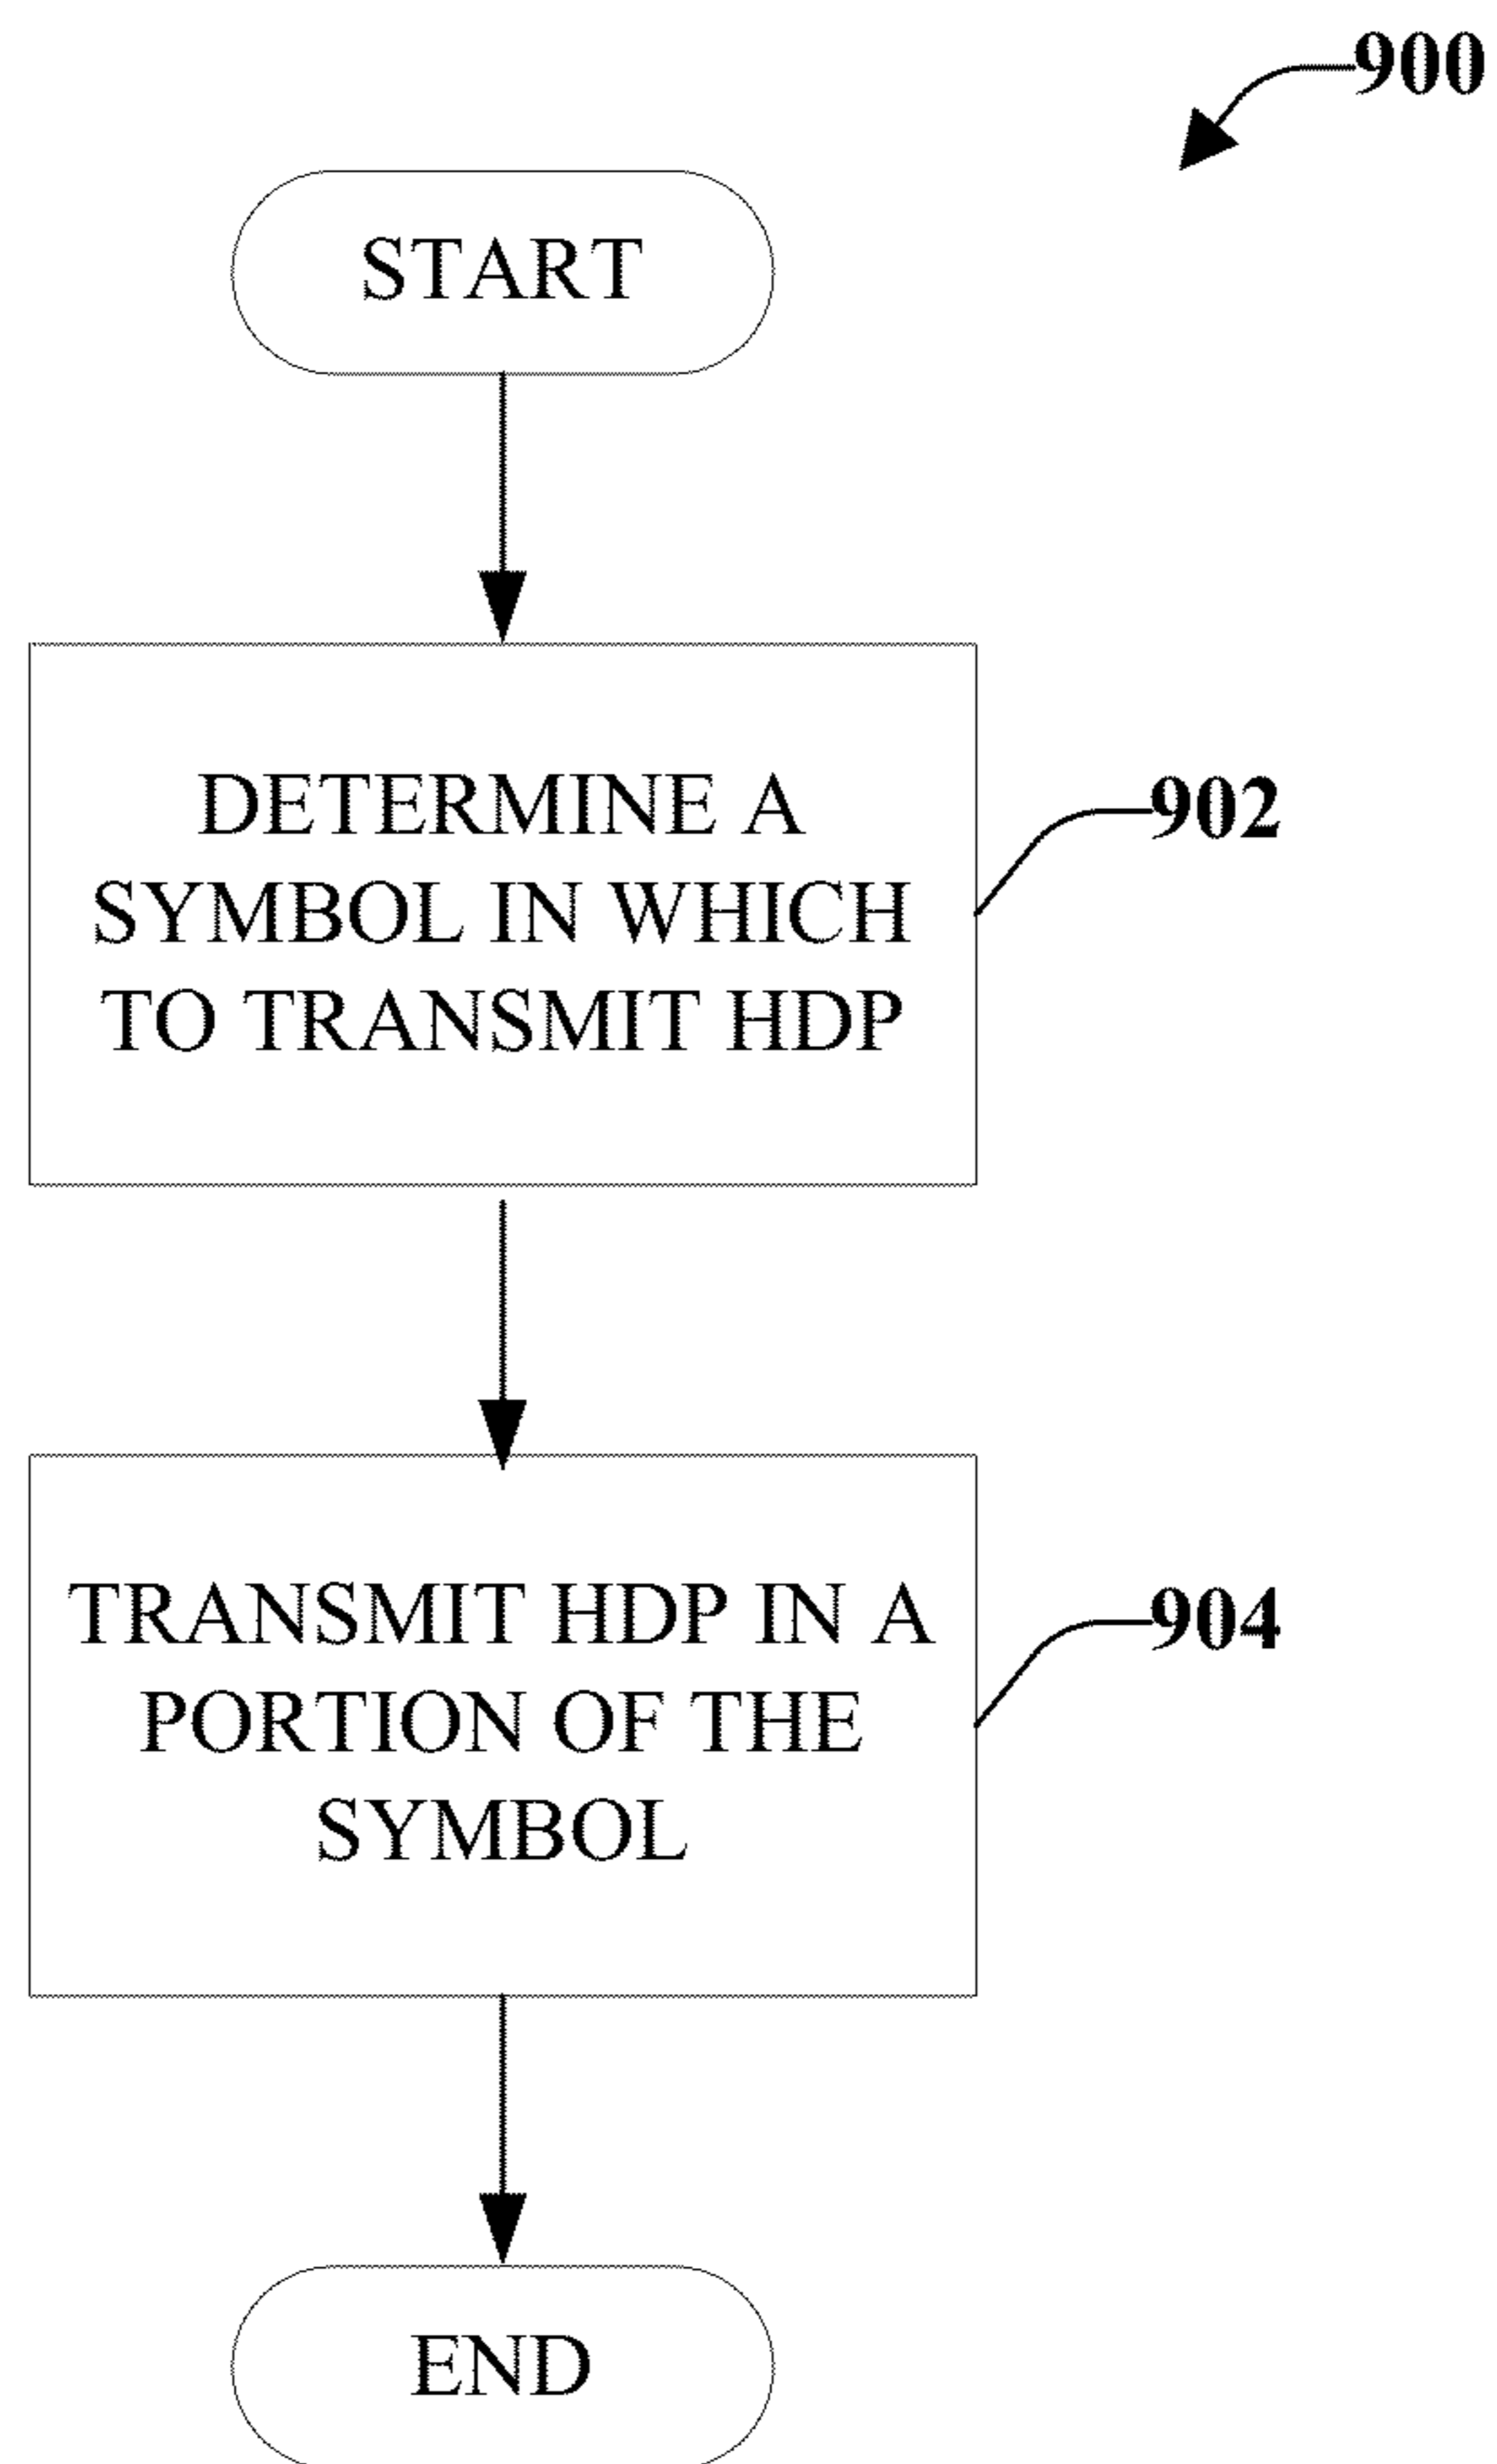 900
START
DETERMINE A
SYMBOL IN WHICH
TO TRANSMIT HDP
902
TRANSMIT HDP IN A
PORTION OF THE
SYMBOL
904
END